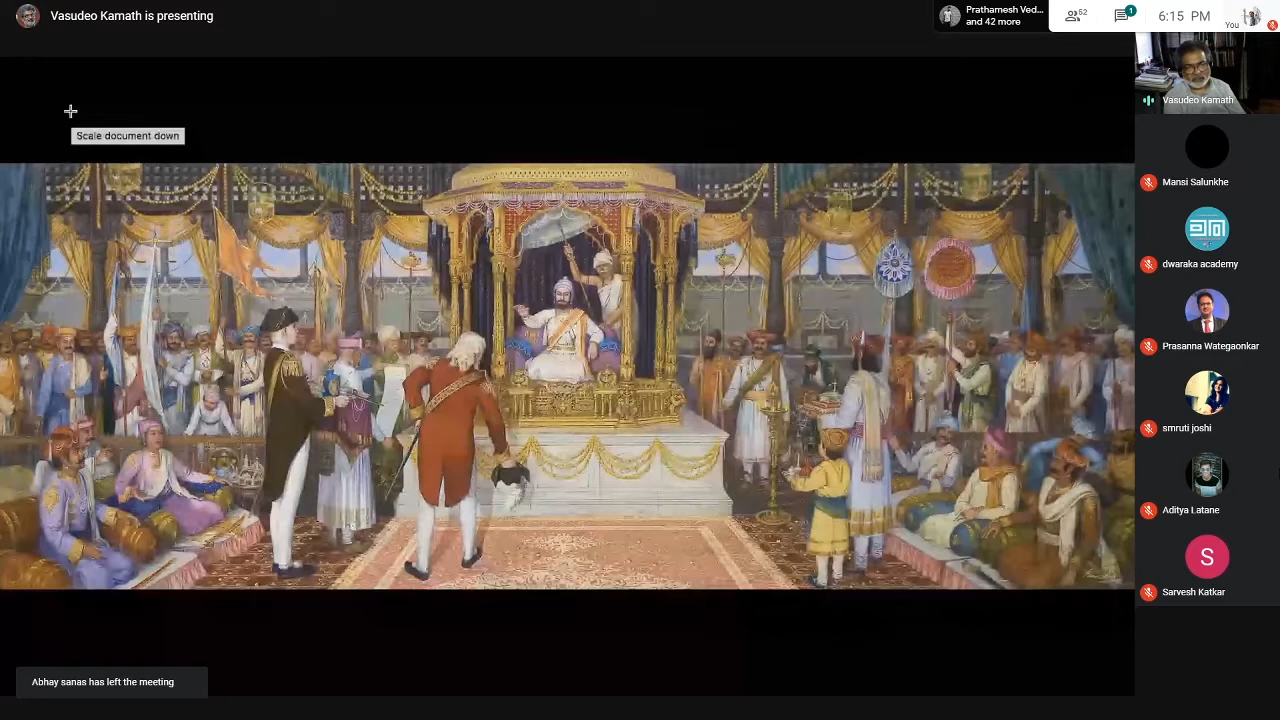 Vasudeo Kamath is presenting
Prathamesh Ved...
and 42 more
52
1
6:15 PM
You
Scale document down
Vasudeo Kamath
Mansi Salunkhe
dwaraka academy
Prasanna Wategaonkar
smruti joshi
Aditya Latane
S
Sarvesh Katkar
Abhay sanas has left the meeting